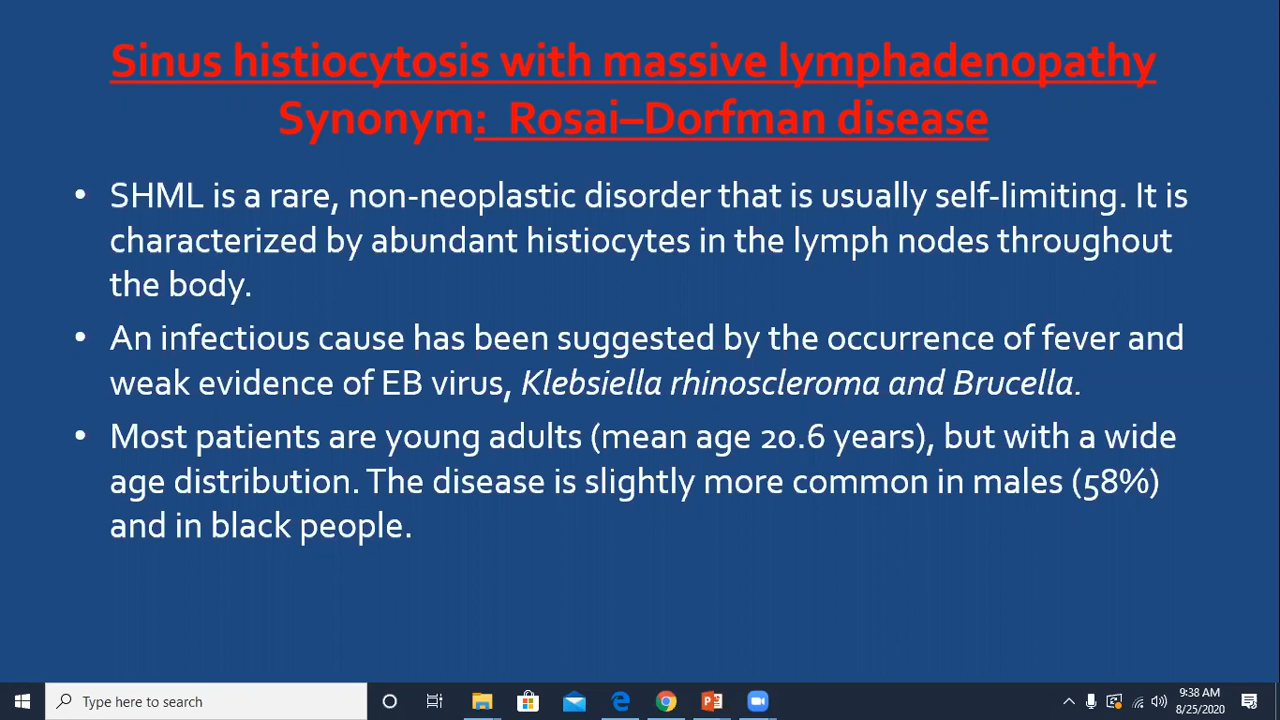 Sinus histiocytosis with massive lymphadenopathy
Synonym: Rosai–Dorfman disease
• SHML is a rare, non-neoplastic disorder that is usually self-limiting. It is
characterized by abundant histiocytes in the lymph nodes throughout
the body.
• An infectious cause has been suggested by the occurrence of fever and
weak evidence of EB virus, Klebsiella rhinoscleroma and Brucella.
• Most patients are young adults (mean age 20.6 years), but with a wide
age distribution. The disease is slightly more common in males (58%)
and in black people.
Type here to search
9:38 AM
8/25/2020